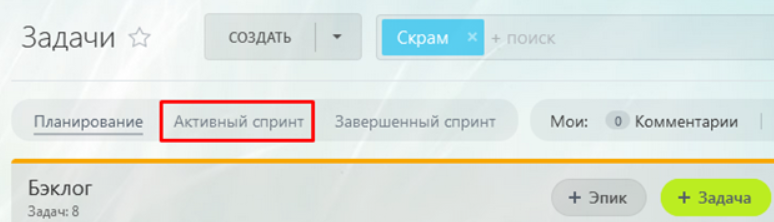 Задачи
СОЗДАТЬ
Скрам × + поиск
Планирование Активный спринт Завершенный спринт Мои: 0 Комментарии
Бэклог
+ Эпик + Задача
Задач: 8